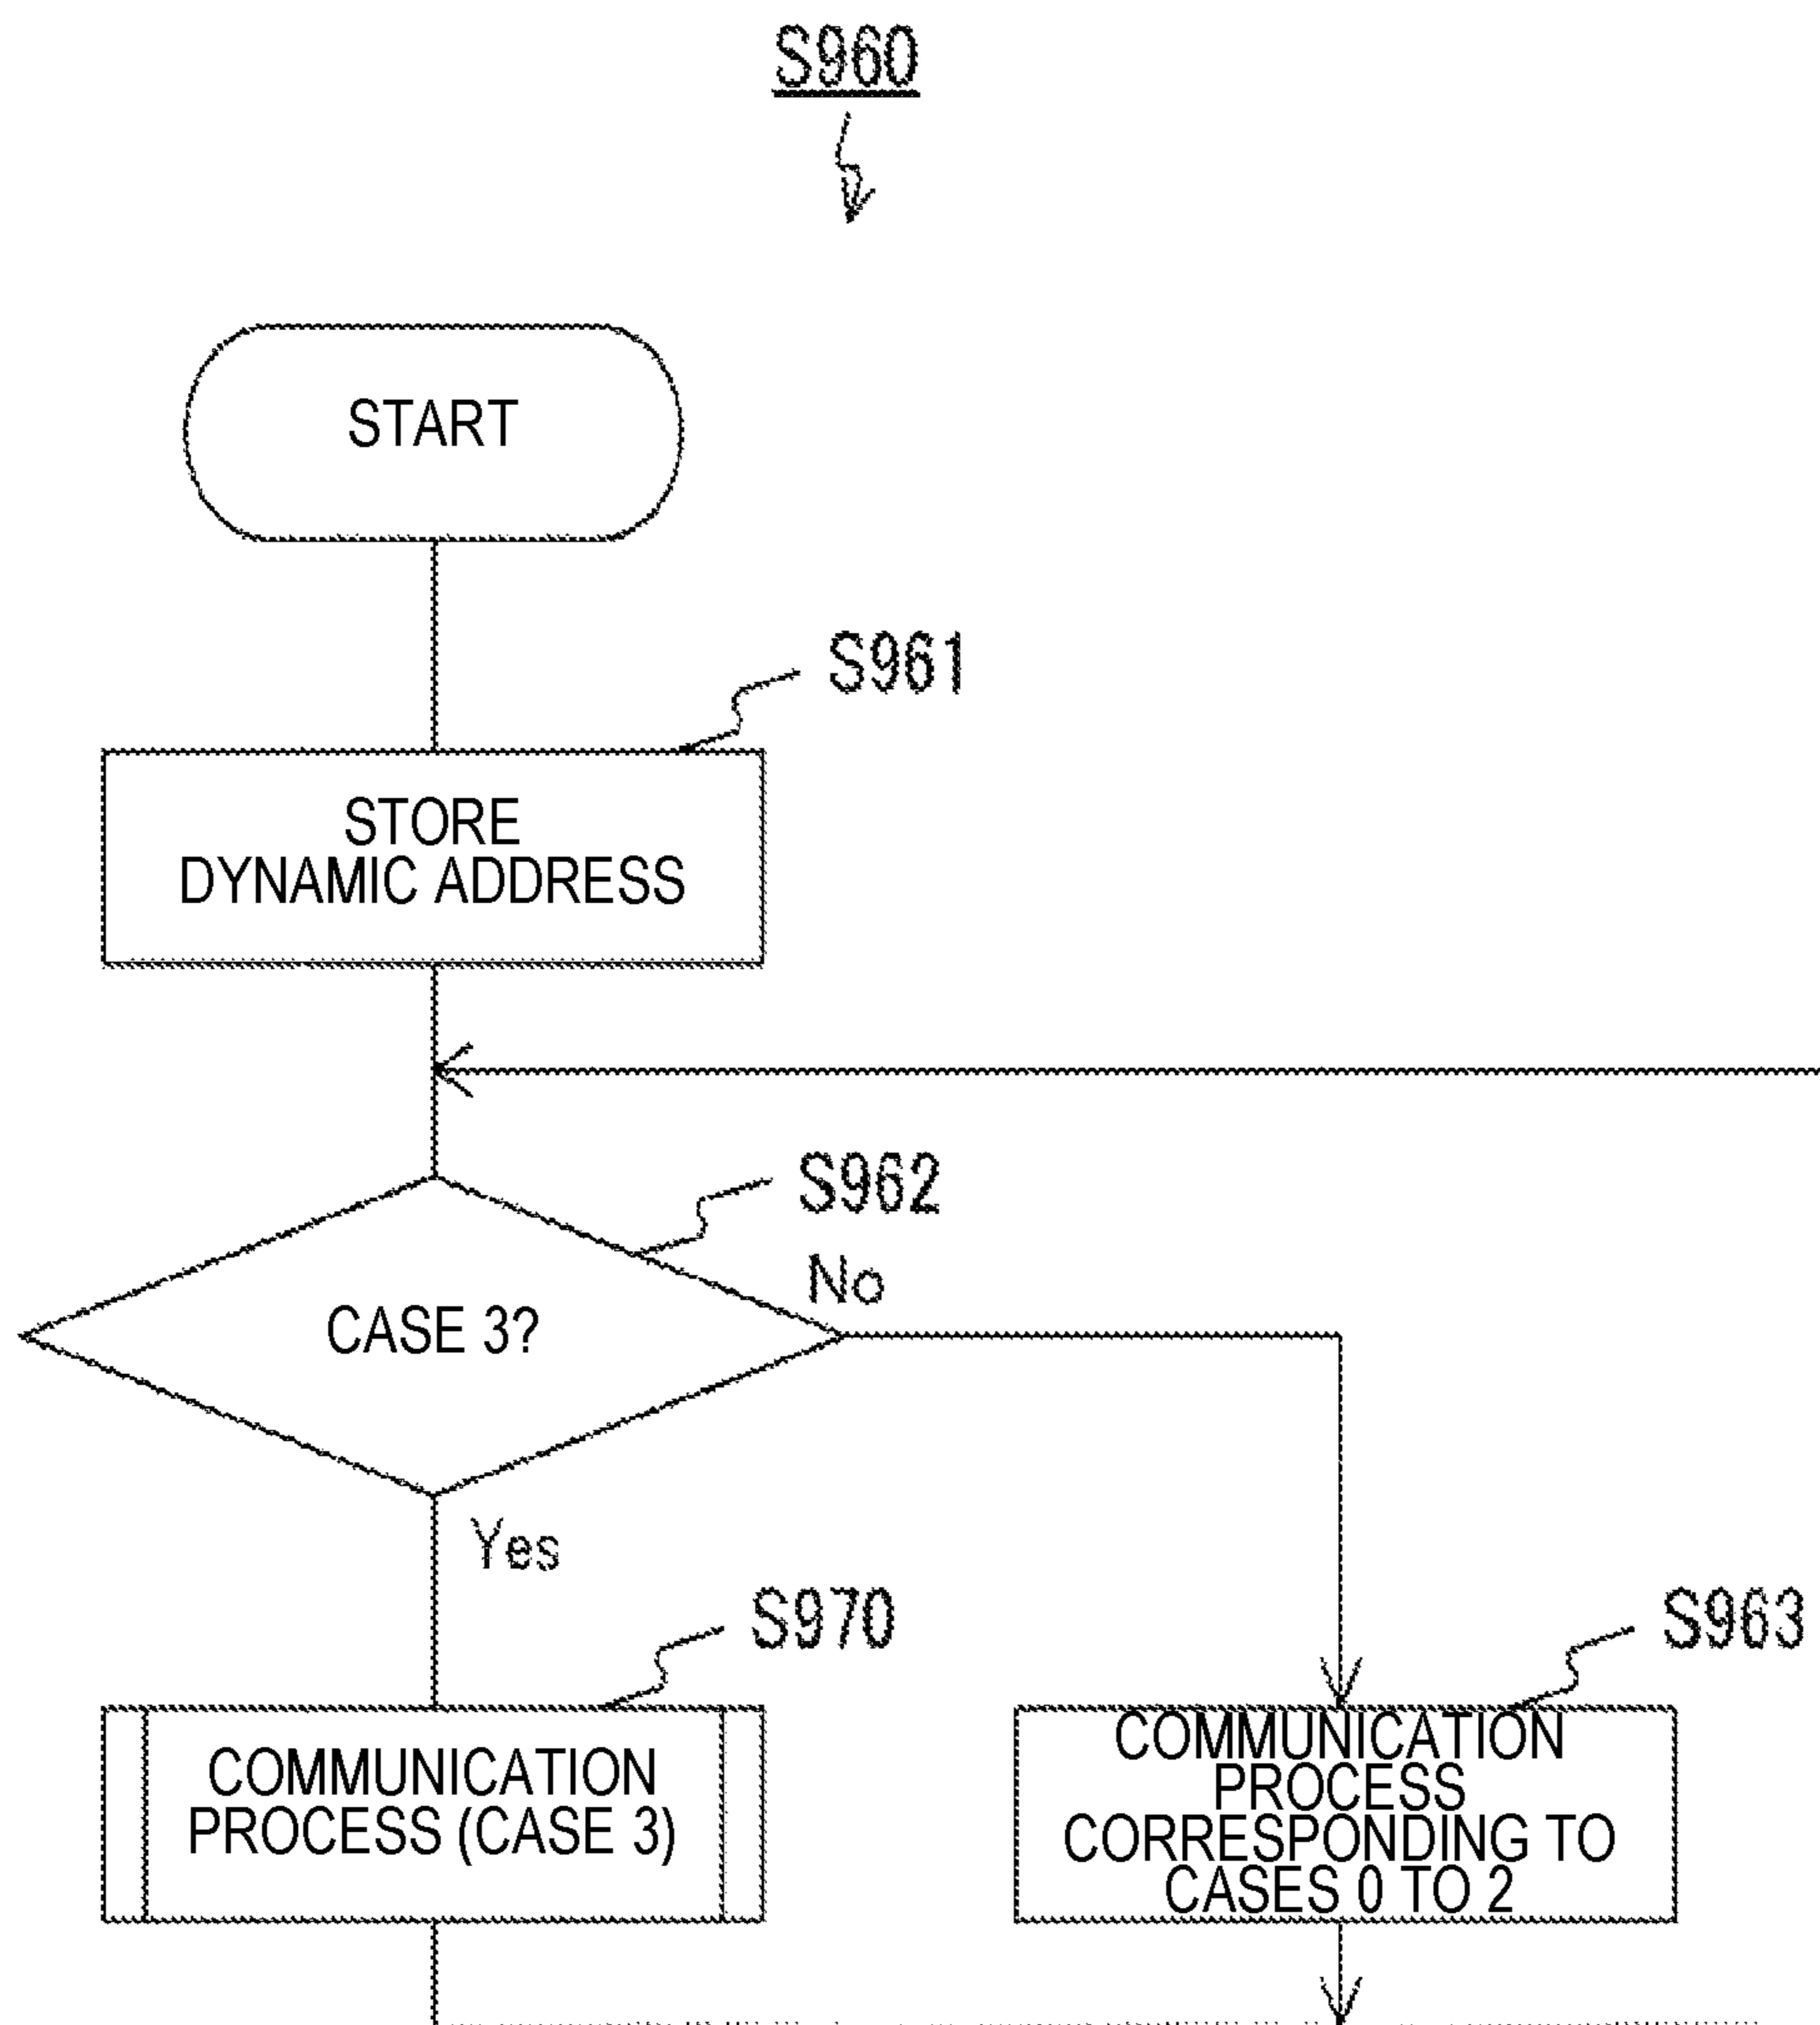 S960
START
S961
STORE
DYNAMIC ADDRESS
S962
No
CASE 3?
Yes
S970
S963
COMMUNICATION
PROCESS (CASE 3)
COMMUNICATION
PROCESS
CORRESPONDING TO
CASES 0 TO 2